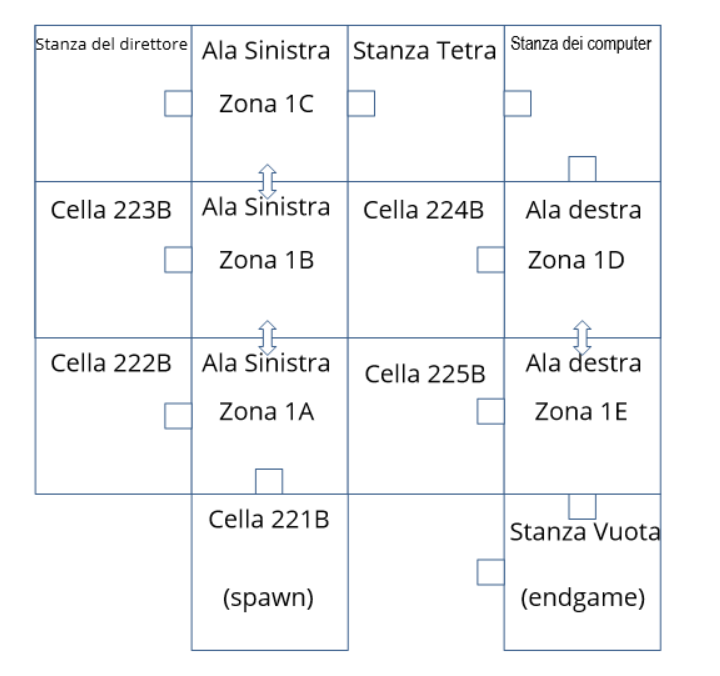 Stanza del direttore
Ala Sinistra
Zona 1C
Stanza Tetra
Stanza dei computer
Cella 223B
Ala Sinistra
Zona 1B
Cella 224B
Ala destra
Zona 1D
Cella 222B
Ala Sinistra
Zona 1A
Cella 225B
Ala destra
Zona 1E
Cella 221B
(spawn)
Stanza Vuota
(endgame)